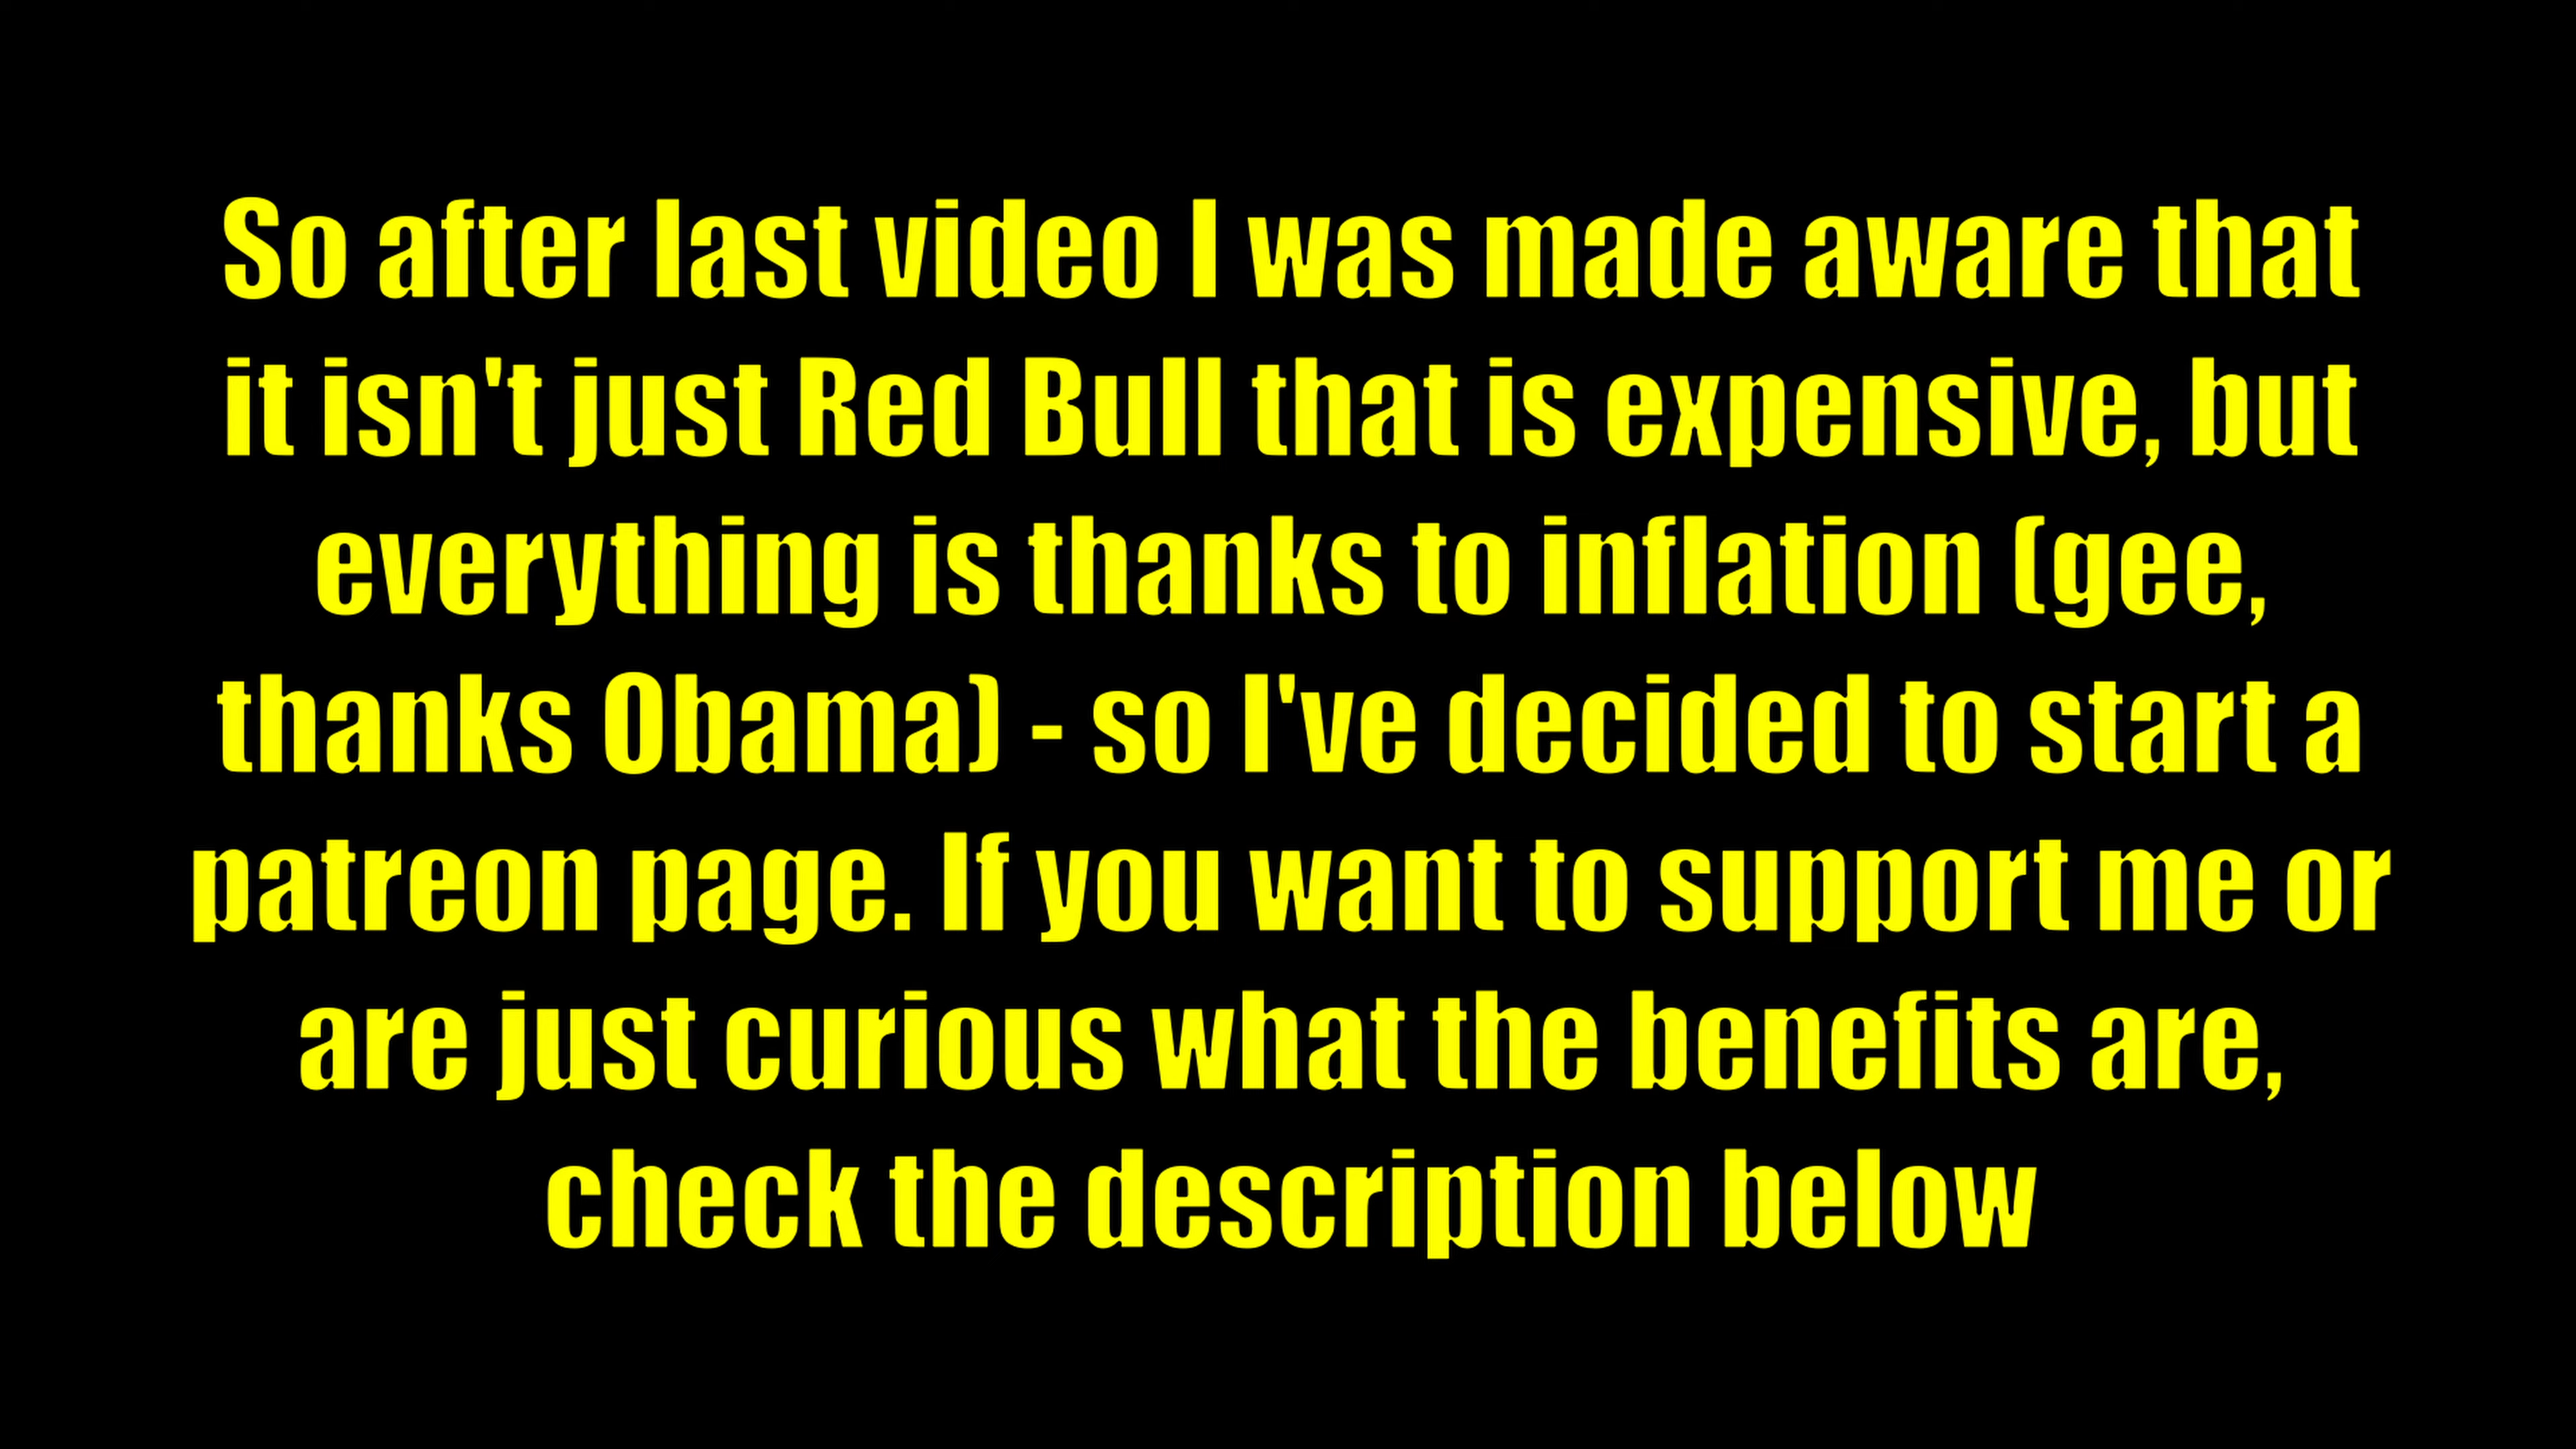 So after last video I was made aware that
it isn't just Red Bull that is expensive, but
everything is thanks to inflation (gee,
thanks Obama) - so I've decided to start a
patreon page. If you want to support me or
are just curious what the benefits are,
check the description below